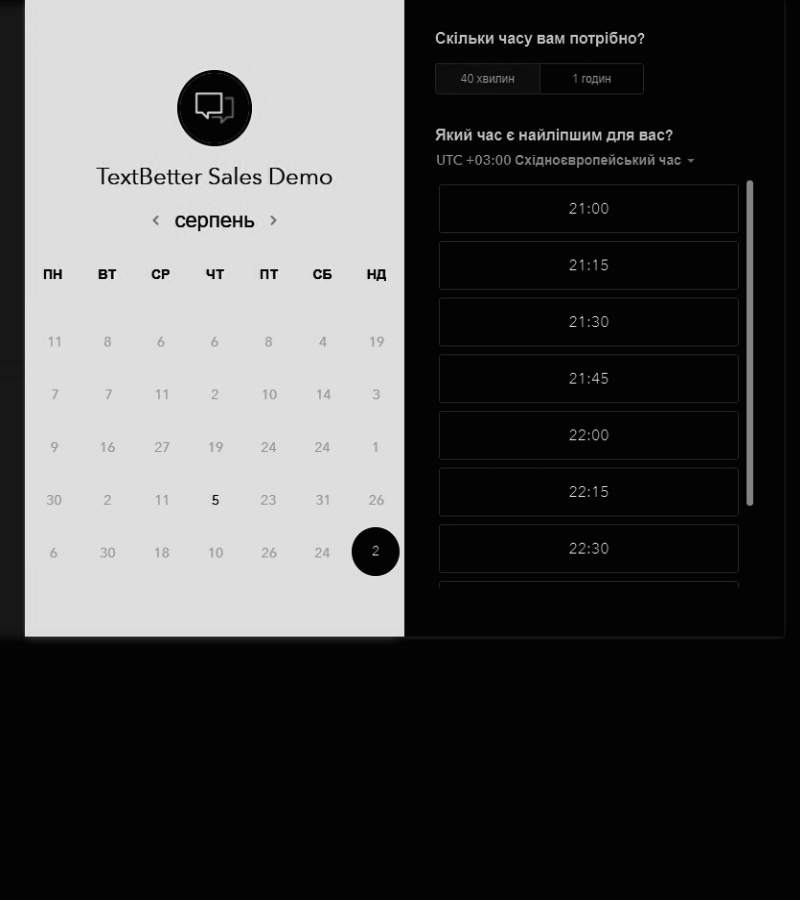 TextBetter Sales Demo
серпень
ПН ВТ СР ЧТ ПТ СБ НД
11 8 6 6 8 4 19
7 7 11 2 10 14 3
9 16 27 19 24 24 1
30 2 11 5 23 31 26
6 30 18 10 26 24 2
Скільки часу вам потрібно?
40 хвилин 1 годин
Який час є найліпшим для вас?
UTC +03:00 Східноєвропейський час
21:00
21:15
21:30
21:45
22:00
22:15
22:30